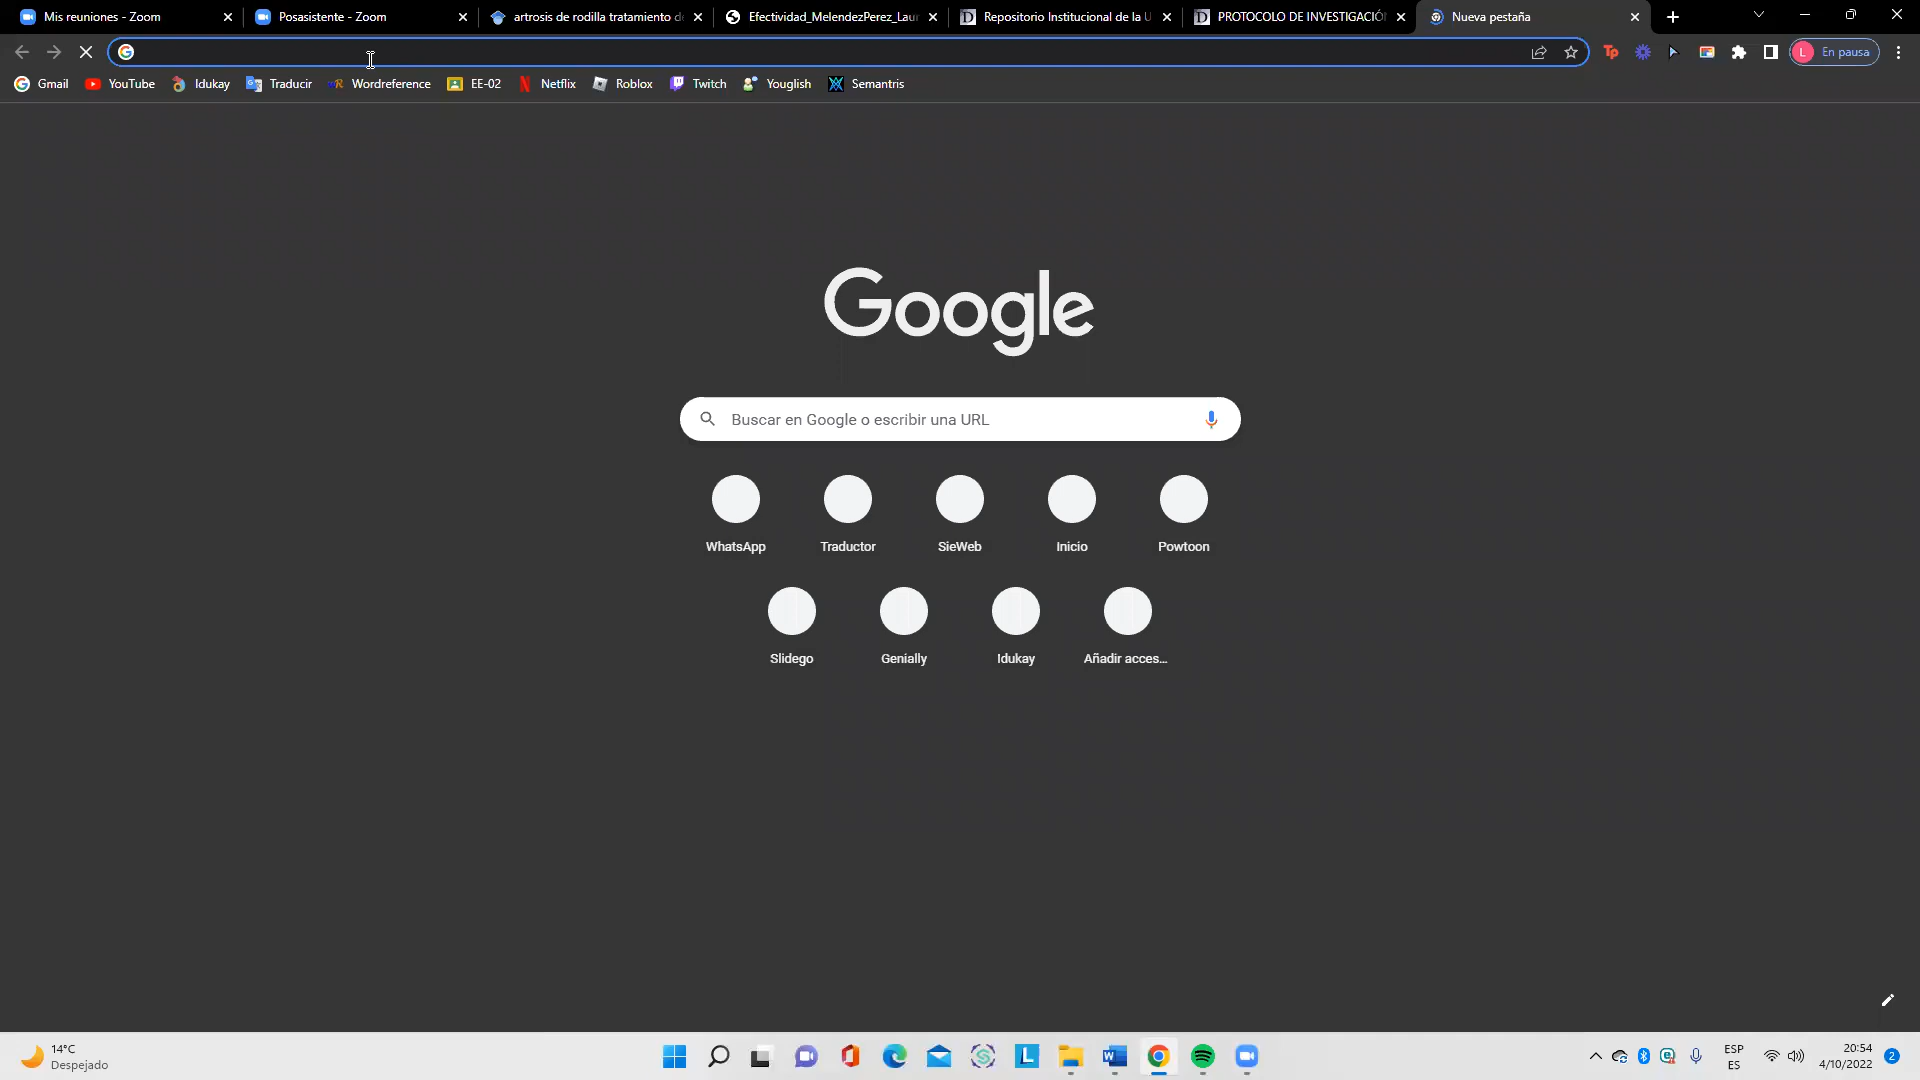 Mis reuniones - Zoom
Posasistente - Zoom
artrosis de rodilla tratamiento d
Efectividad_MelendezPerez_Lau
Repositorio Institucional de la U
PROTOCOLO DE INVESTIGACIÓN
Nueva pestaña
L En pausa
Gmail
YouTube
Idukay
Traducir
Wordreference
EE-02
Netflix
Roblox
Twitch
Youglish
Semantris
Google
Buscar en Google o escribir una URL
WhatsApp
Traductor
SieWeb
Inicio
Powtoon
Slidego
Genially
Idukay
Añadir acces...
14°C
Despejado
ESP
ES
20:54
4/10/2022
2